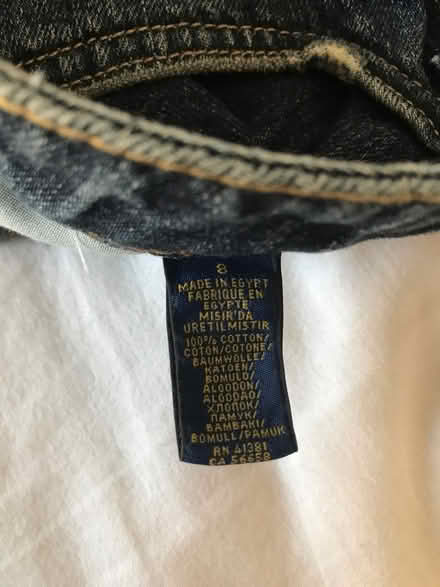 8
MADE IN EGYPT
FABRIQUE EN
EGYPTE
MISIR'DA
URETILMISTIR
100% COTTON/
COTON/COTONE/
BAUMWOLLE/
KATOEN/
BOMULD/
ALGODON/
ALGODAO/
ХЛОПОК/
ПАМУК/
BAMBAKI/
BOMULL/PAMUK
RN 41381
CA 56658